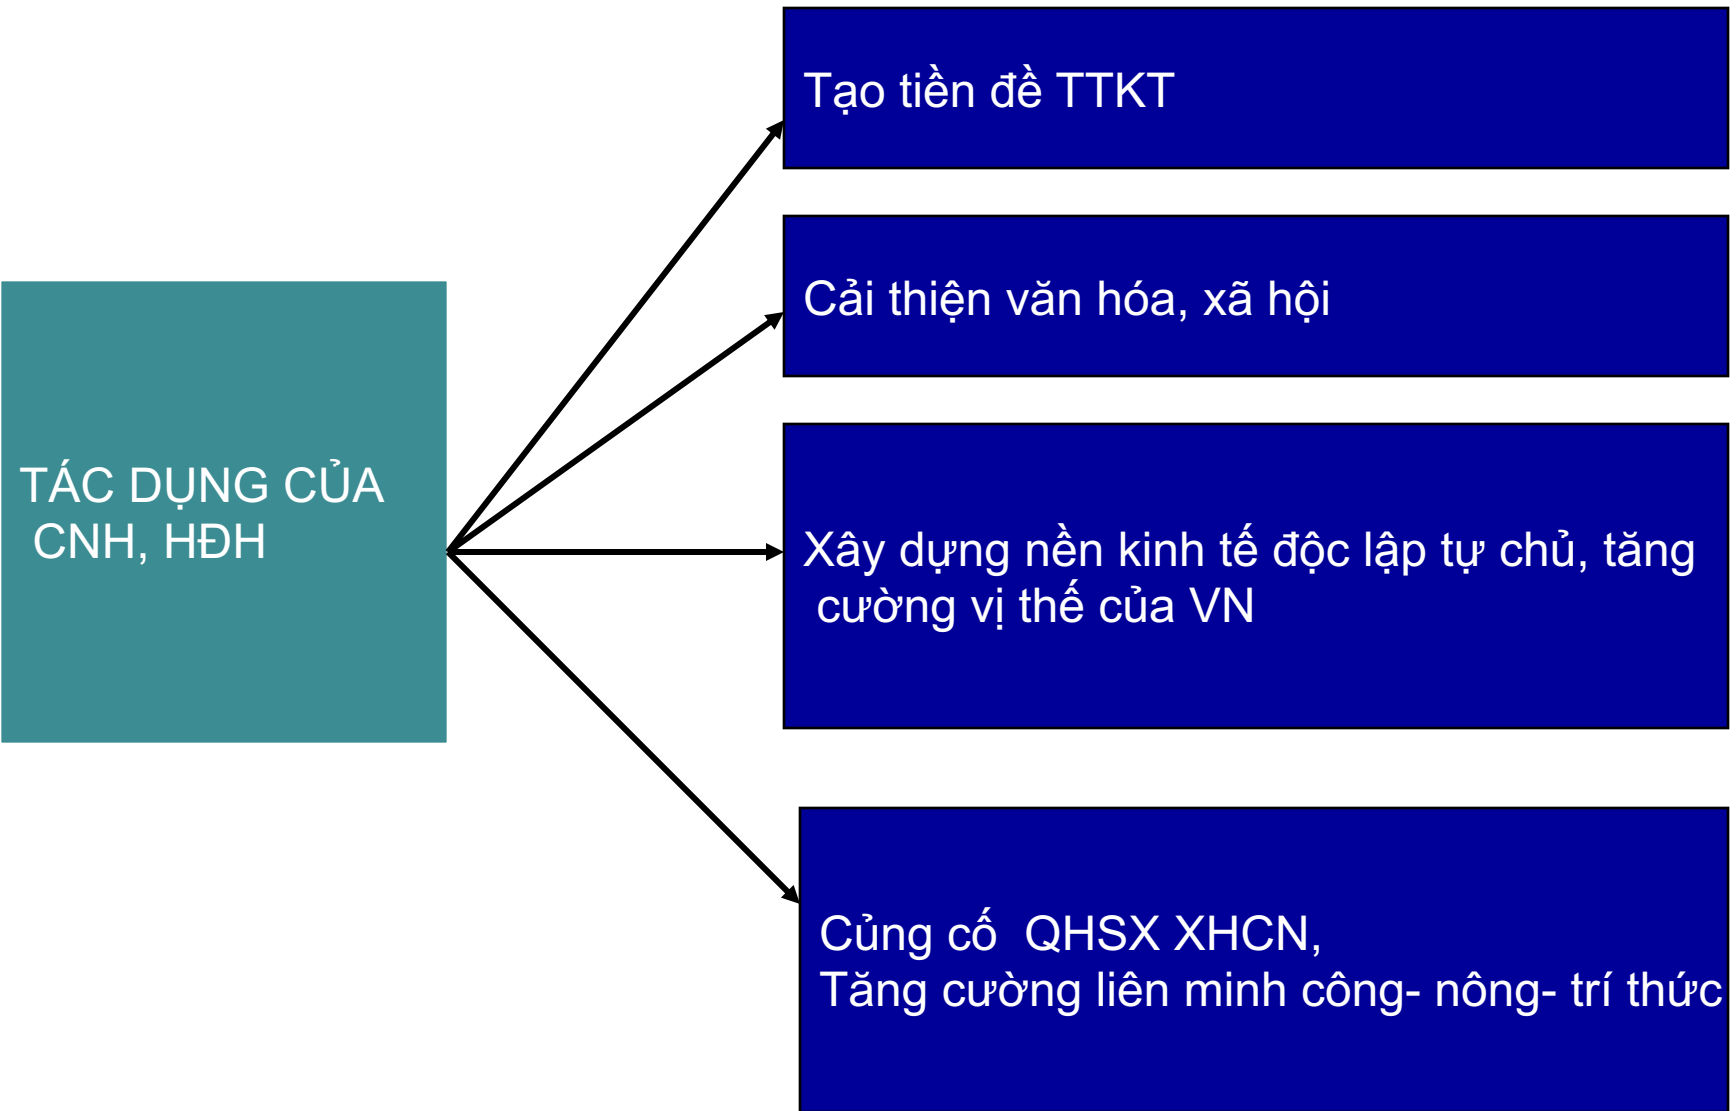 TÁC DỤNG CỦA
CNH, HĐH
Tạo tiền đề TTKT
Cải thiện văn hóa, xã hội
Xây dựng nền kinh tế độc lập tự chủ, tăng
cường vị thế của VN
Củng cố QHSX XHCN,
Tăng cường liên minh công- nông- trí thức